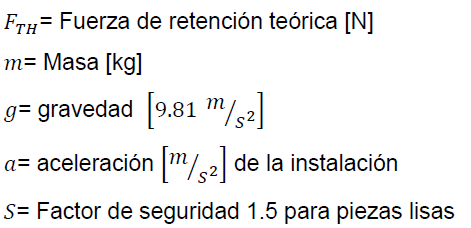 F_TH= Fuerza de retención teórica [N]
m= Masa [kg]
g= gravedad [9.81 m/s²]
a= aceleración [m/s²] de la instalación
S= Factor de seguridad 1.5 para piezas lisas